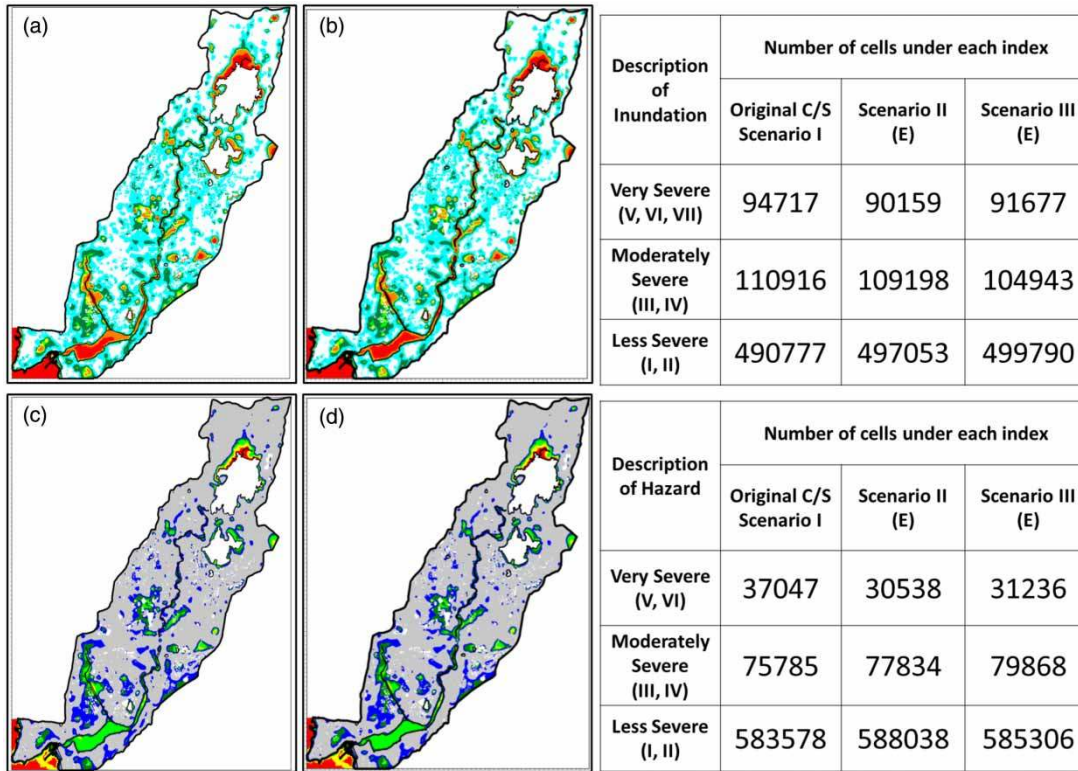 (a)
(b)
Description
of
Inundation
Number of cells under each index
Original C/S
Scenario I
Scenario II
(E)
Scenario III
(E)
Very Severe
(V, VI, VII)
94717
90159
91677
Moderately
Severe
(III, IV)
110916
109198
104943
Less Severe
(I, II)
490777
497053
499790
(c)
(d)
Description
of Hazard
Number of cells under each index
Original C/S
Scenario I
Scenario II
(E)
Scenario III
(E)
Very Severe
(V, VI)
37047
30538
31236
Moderately
Severe
(III, IV)
75785
77834
79868
Less Severe
(I, II)
583578
588038
585306